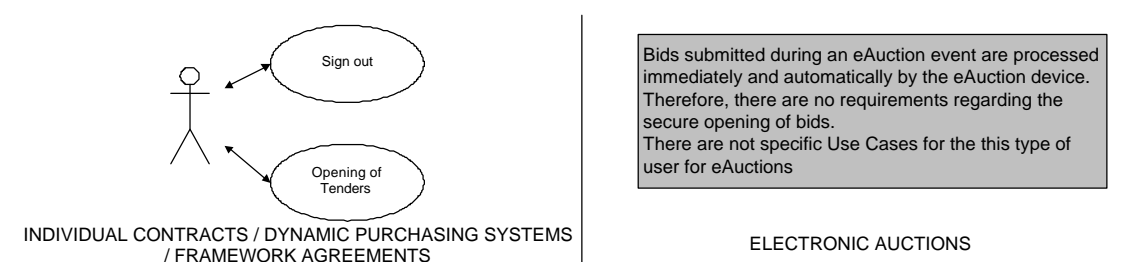 Sign out
Opening of
Tenders
INDIVIDUAL CONTRACTS / DYNAMIC PURCHASING SYSTEMS
/ FRAMEWORK AGREEMENTS
Bids submitted during an eAuction event are processed
immediately and automatically by the eAuction device.
Therefore, there are no requirements regarding the
secure opening of bids.
There are not specific Use Cases for the this type of
user for eAuctions
ELECTRONIC AUCTIONS